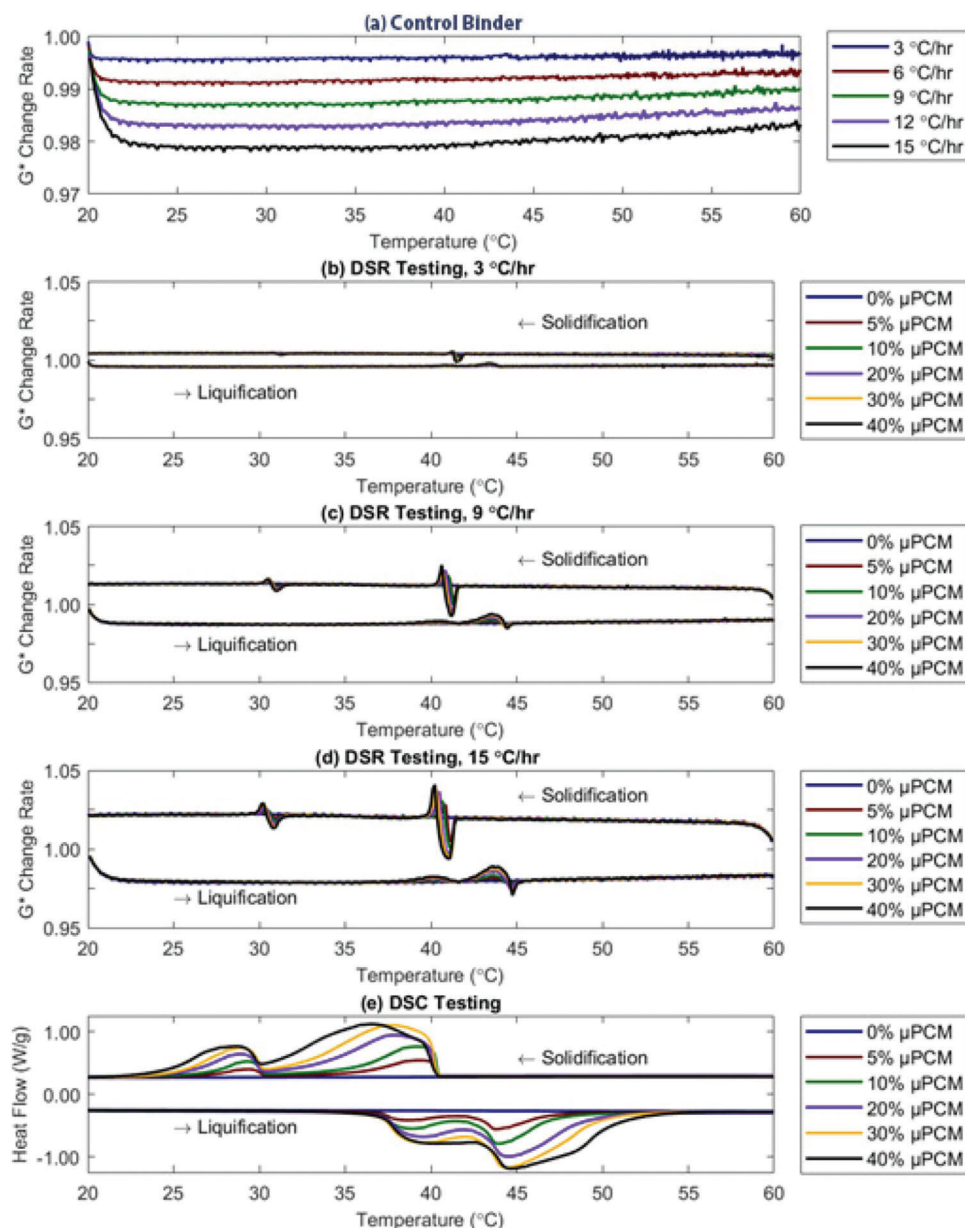 (a) Control Binder
1.00
0.99
0.98
0.97
G* Change Rate
20 25 30 35 40 45 50 55 60
Temperature (°C)
3 °C/hr
6 °C/hr
9 °C/hr
12 °C/hr
15 °C/hr
(b) DSR Testing, 3 °C/hr
1.05
1.00
0.95
G* Change Rate
← Solidification
→ Liquification
20 25 30 35 40 45 50 55 60
Temperature (°C)
0% µPCM
5% µPCM
10% µPCM
20% µPCM
30% µPCM
40% µPCM
(c) DSR Testing, 9 °C/hr
1.05
1.00
0.95
G* Change Rate
← Solidification
→ Liquification
20 25 30 35 40 45 50 55 60
Temperature (°C)
0% µPCM
5% µPCM
10% µPCM
20% µPCM
30% µPCM
40% µPCM
(d) DSR Testing, 15 °C/hr
1.05
1.00
0.95
G* Change Rate
← Solidification
→ Liquification
20 25 30 35 40 45 50 55 60
Temperature (°C)
0% µPCM
5% µPCM
10% µPCM
20% µPCM
30% µPCM
40% µPCM
(e) DSC Testing
1.00
0.00
-1.00
Heat Flow (W/g)
← Solidification
→ Liquification
20 25 30 35 40 45 50 55 60
Temperature (°C)
0% µPCM
5% µPCM
10% µPCM
20% µPCM
30% µPCM
40% µPCM